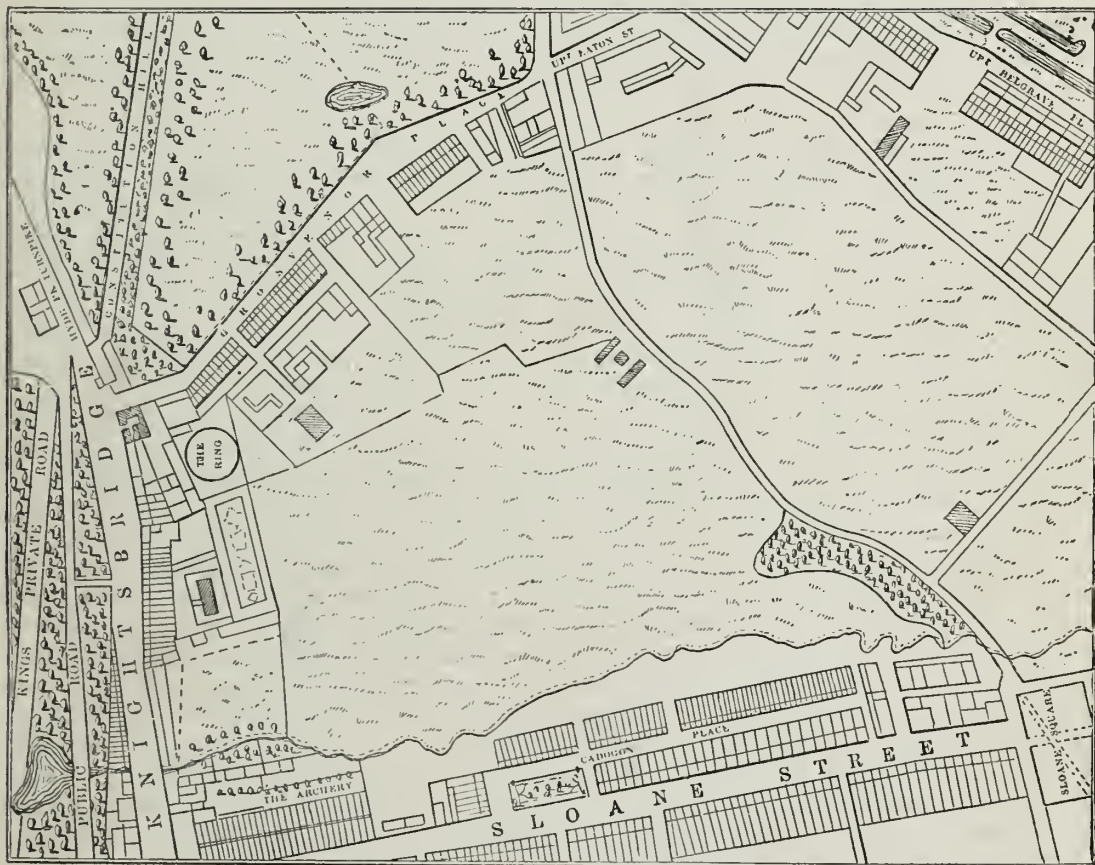 UPR EATON ST
UPR BELGRAVE PL
CONSTITUTION HILL
HYDE PK TURNPIKE
GROSVENOR PLACE
THE
RING
KNIGHTSBRIDGE
KINGS PRIVATE ROAD
PUBLIC ROAD
THE ARCHERY
CADOGON PLACE
SLOANE STREET
SLOANE SQUARE